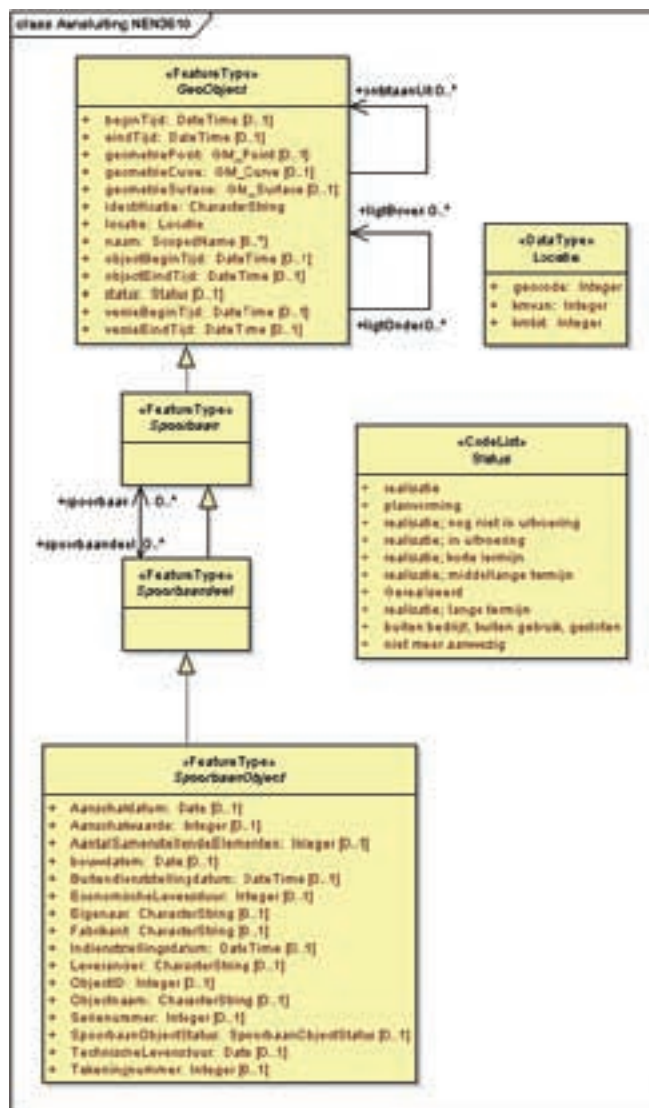 class Aansluiting NEN3610
«FeatureType»
GeoObject
+ beginTijd: DateTime [0..1]
+ eindTijd: DateTime [0..1]
+ geometriePoint: GM_Point [0..1]
+ geometrieCurve: GM_Curve [0..1]
+ geometrieSurface: GM_Surface [0..1]
+ identificatie: CharacterString
+ locatie: Locatie
+ naam: ScopedName [0..*]
+ objectBeginTijd: DateTime [0..1]
+ objectEindTijd: DateTime [0..1]
+ status: Status [0..1]
+ versieBeginTijd: DateTime [0..1]
+ versieEindTijd: DateTime [0..1]
0..*
+ligtBoven 0..*
+ligtOnder 0..*
«DataType»
Locatie
+ geocode: Integer
+ kmvan: Integer
+ kmtot: Integer
«FeatureType»
Spoorbaan
+spoorbaan 0..*
+spoorbaandeel 0..*
«FeatureType»
Spoorbaandeel
«CodeList»
Status
+ realisatie
+ planvorming
+ realisatie; nog niet in uitvoering
+ realisatie; in uitvoering
+ realisatie; korte termijn
+ realisatie; middellange termijn
+ Gerealiseerd
+ realisatie; lange termijn
+ buiten bedrijf, buiten gebruik, gesloten
+ niet meer aanwezig
«FeatureType»
SpoorbaanObject
+ Aanschafdatum: Date [0..1]
+ Aanschafwaarde: Integer [0..1]
+ AantalSamenstellendeElementen: Integer [0..1]
+ bouwdatum: Date [0..1]
+ Buitendienststellingdatum: DateTime [0..1]
+ EconomischeLevensduur: Integer [0..1]
+ Eigenaar: CharacterString [0..1]
+ Fabrikant: CharacterString [0..1]
+ Indienststellingsdatum: DateTime [0..1]
+ Leverancier: CharacterString [0..1]
+ ObjectID: Integer [0..1]
+ Objectnaam: CharacterString [0..1]
+ Serienummer: Integer [0..1]
+ SpoorbaanObjectStatus: SpoorbaanObjectStatus [0..1]
+ TechnischeLevensduur: Date [0..1]
+ Tekeningnummer: Integer [0..1]